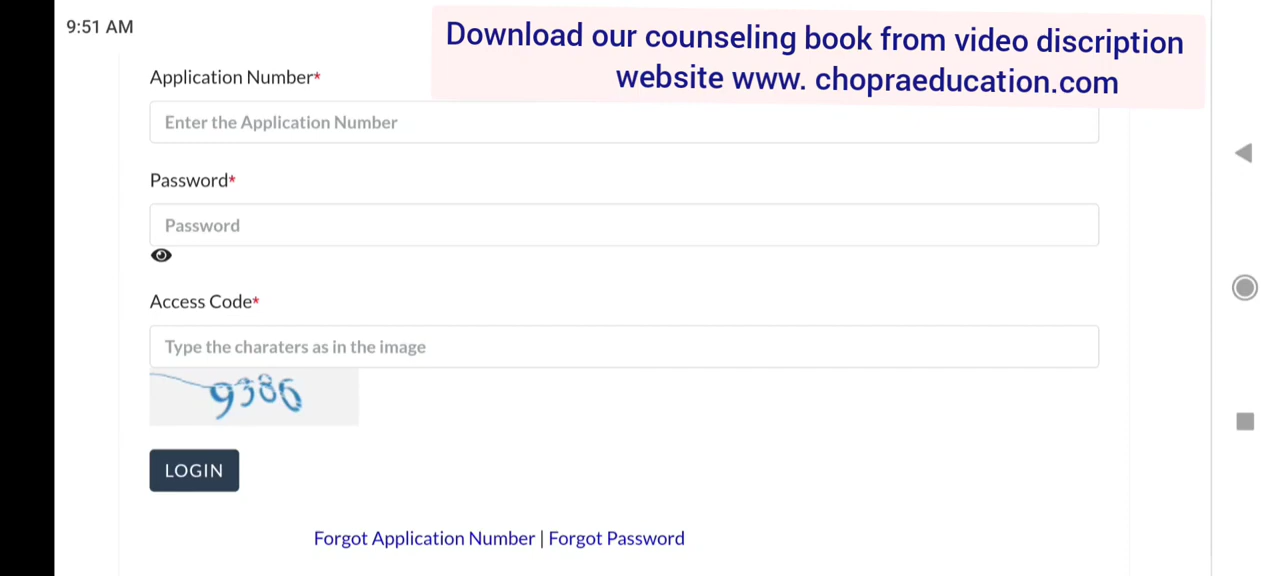 9:51 AM
Download our counseling book from video discription
website www. chopraeducation.com
Application Number*
Enter the Application Number
Password*
Password
Access Code*
Type the charaters as in the image
9386
LOGIN
Forgot Application Number | Forgot Password